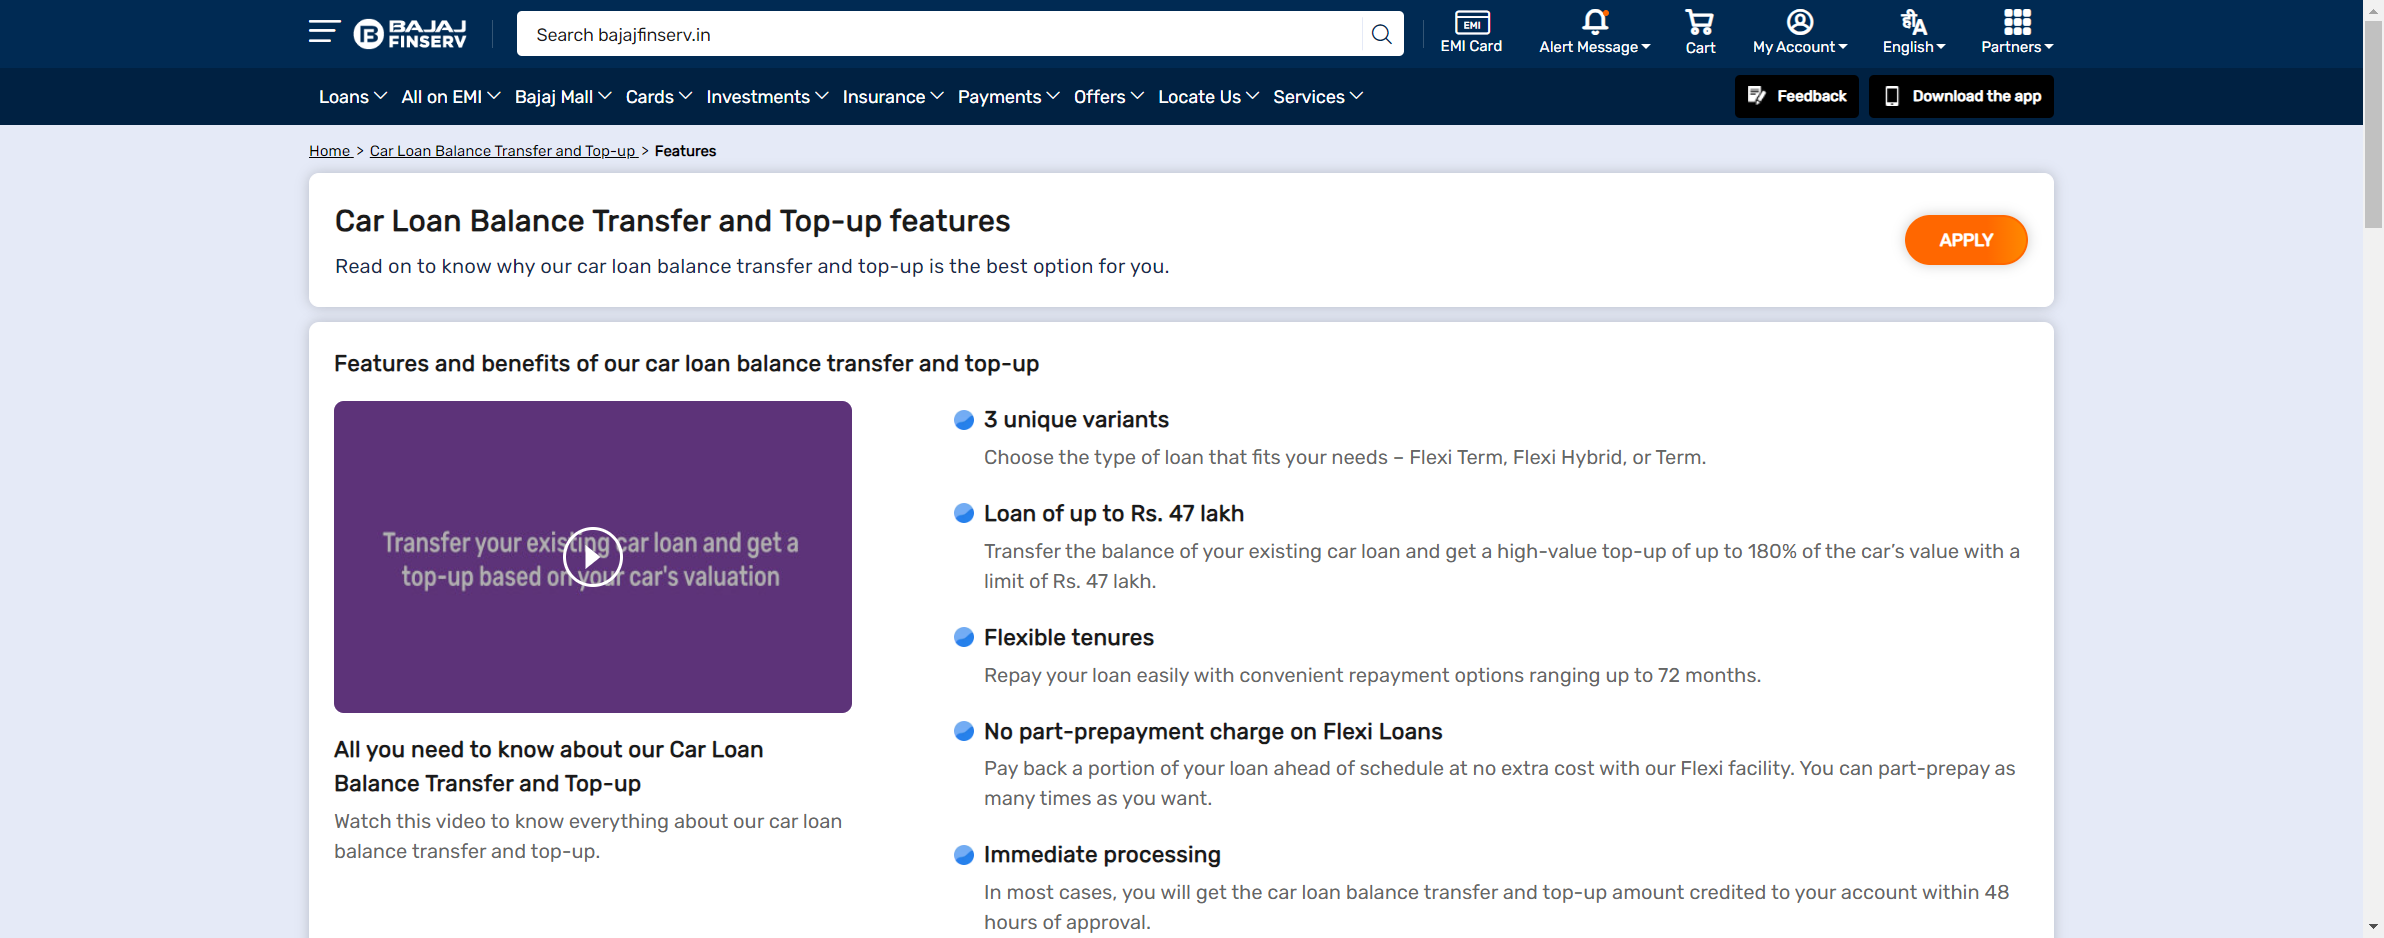 BAJAJ
FINSERV
Search bajajfinserv.in
EMI
EMI Card
Alert Message
Cart
My Account
हीA
English
Partners
Loans All on EMI Bajaj Mall Cards Investments Insurance Payments Offers Locate Us Services
Feedback
Download the app
Home > Car Loan Balance Transfer and Top-up > Features
Car Loan Balance Transfer and Top-up features
Read on to know why our car loan balance transfer and top-up is the best option for you.
APPLY
Features and benefits of our car loan balance transfer and top-up
Transfer your existing car loan and get a
top-up based on your car's valuation
All you need to know about our Car Loan
Balance Transfer and Top-up
Watch this video to know everything about our car loan
balance transfer and top-up.
3 unique variants
Choose the type of loan that fits your needs – Flexi Term, Flexi Hybrid, or Term.
Loan of up to Rs. 47 lakh
Transfer the balance of your existing car loan and get a high-value top-up of up to 180% of the car’s value with a
limit of Rs. 47 lakh.
Flexible tenures
Repay your loan easily with convenient repayment options ranging up to 72 months.
No part-prepayment charge on Flexi Loans
Pay back a portion of your loan ahead of schedule at no extra cost with our Flexi facility. You can part-prepay as
many times as you want.
Immediate processing
In most cases, you will get the car loan balance transfer and top-up amount credited to your account within 48
hours of approval.